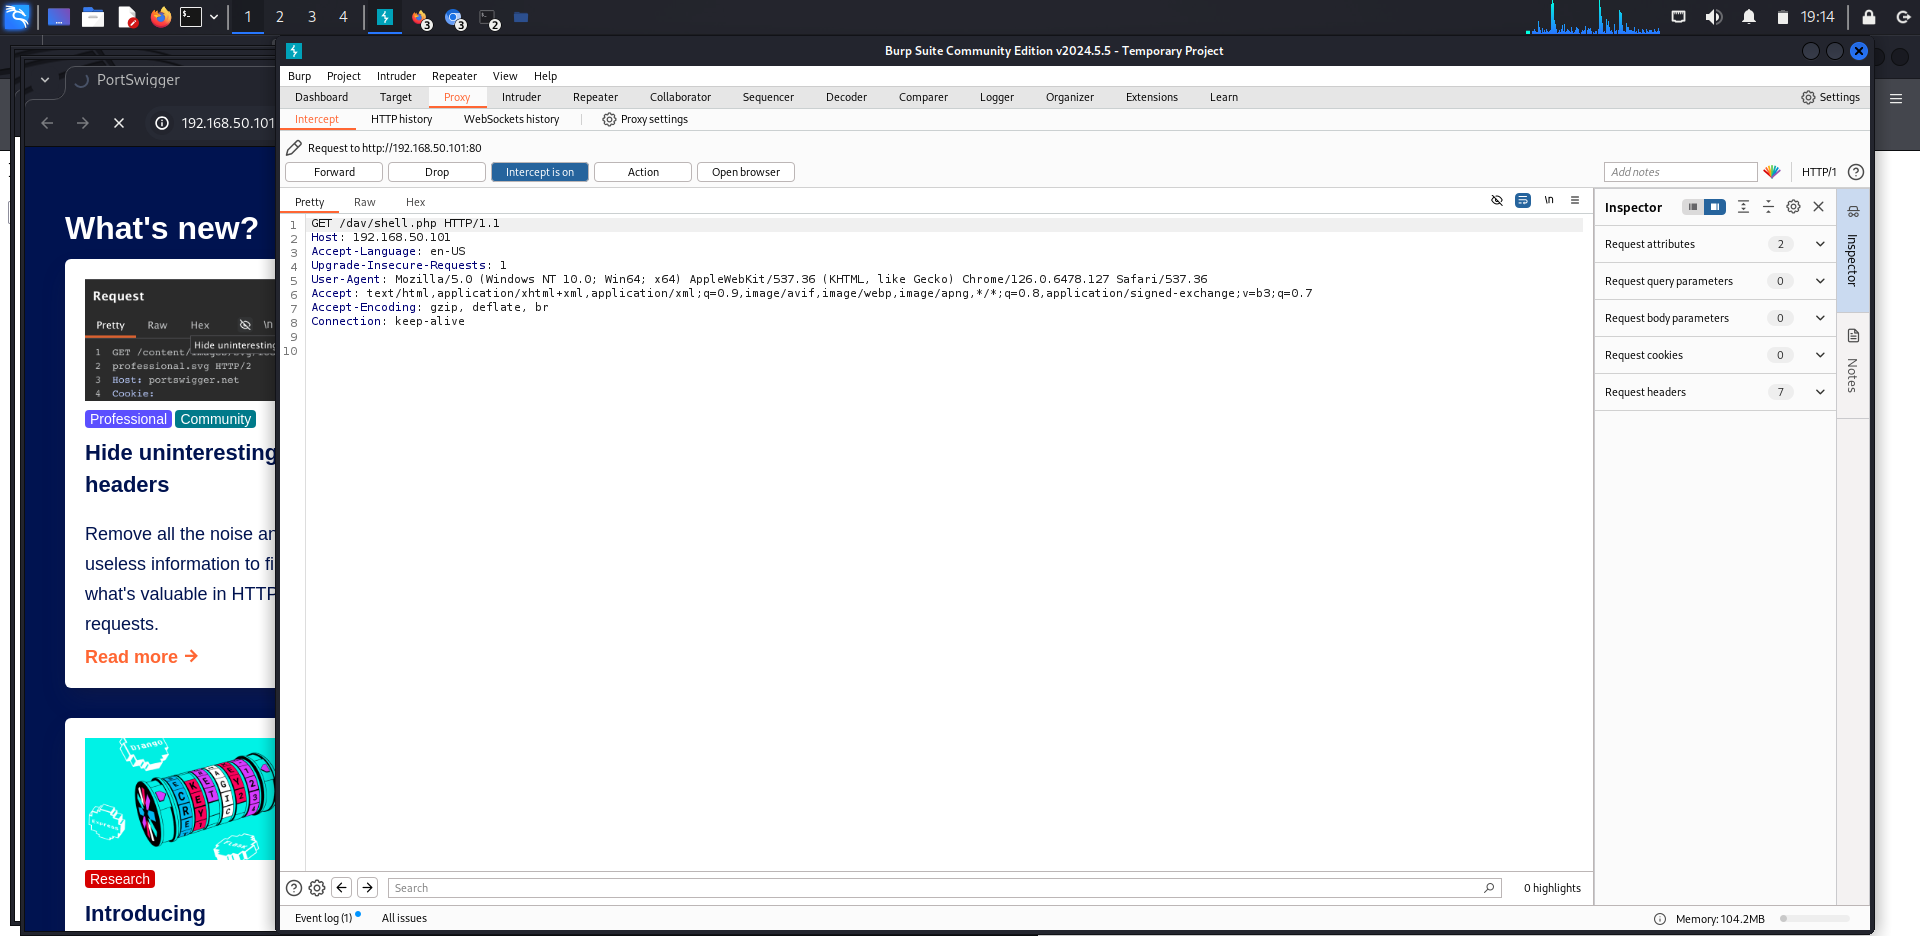 1 2 3 4 3 3 2 19:14
PortSwigger
192.168.50.101
What's new?
Request
Pretty Raw Hex \n
Hide uninteresting
1 GET /content/
2 professional.svg HTTP/2
3 Host: portswigger.net
4 Cookie:
Professional Community
Hide uninteresting
headers
Remove all the noise an
useless information to fi
what's valuable in HTTP
requests.
Read more →
Research
Introducing
Burp Suite Community Edition v2024.5.5 - Temporary Project
Burp Project Intruder Repeater View Help
Dashboard Target Proxy Intruder Repeater Collaborator Sequencer Decoder Comparer Logger Organizer Extensions Learn Settings
Intercept HTTP history WebSockets history Proxy settings
Request to http://192.168.50.101:80
Forward Drop Intercept is on Action Open browser Add notes HTTP/1
Pretty Raw Hex \n
1 GET /dav/shell.php HTTP/1.1
2 Host: 192.168.50.101
3 Accept-Language: en-US
4 Upgrade-Insecure-Requests: 1
5 User-Agent: Mozilla/5.0 (Windows NT 10.0; Win64; x64) AppleWebKit/537.36 (KHTML, like Gecko) Chrome/126.0.6478.127 Safari/537.36
6 Accept: text/html,application/xhtml+xml,application/xml;q=0.9,image/avif,image/webp,image/apng,*/*;q=0.8,application/signed-exchange;v=b3;q=0.7
7 Accept-Encoding: gzip, deflate, br
8 Connection: keep-alive
9
10
Inspector
Request attributes 2
Request query parameters 0
Request body parameters 0
Request cookies 0
Request headers 7
Inspector
Notes
Search 0 highlights
Event log (1) All issues Memory: 104.2MB